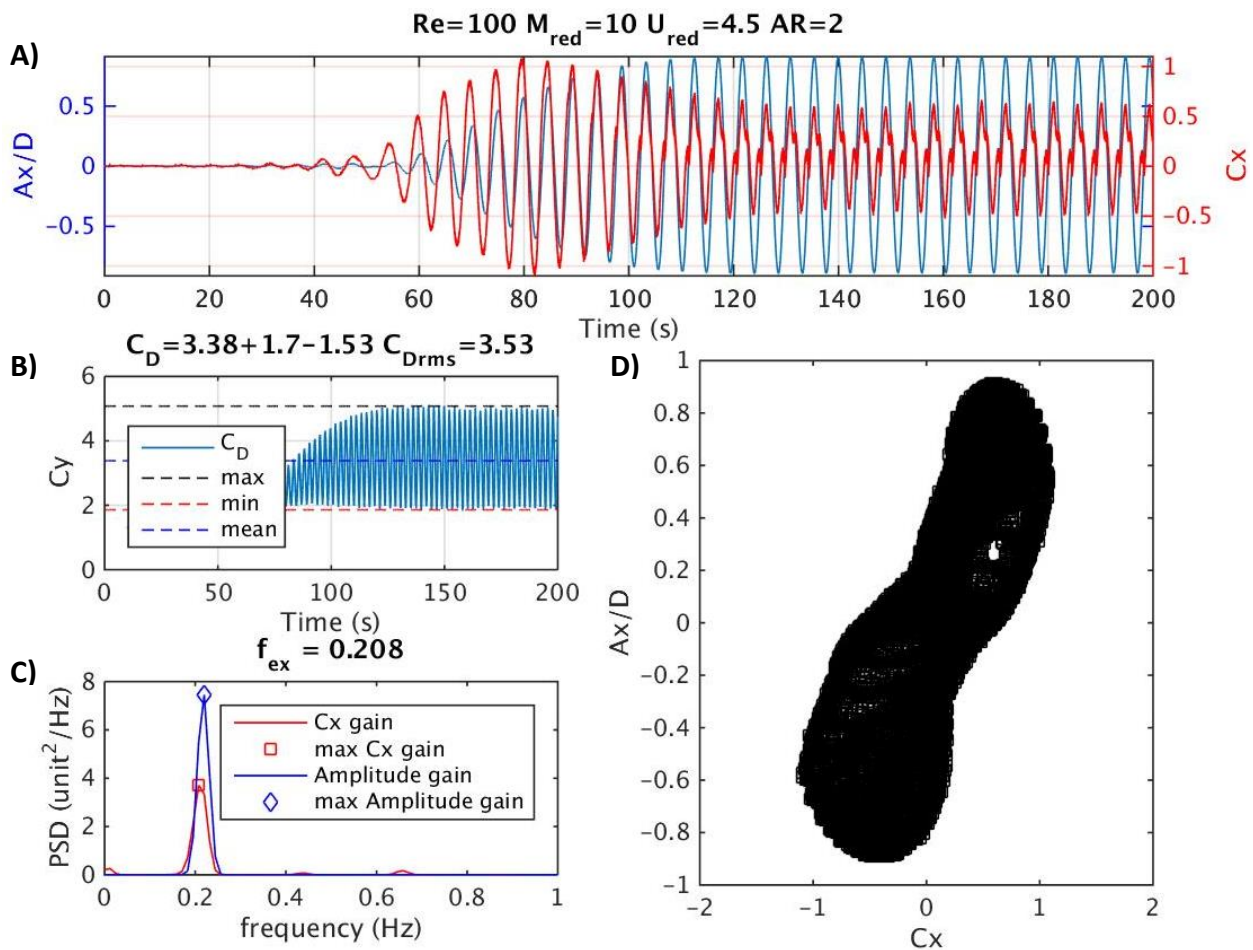 Re=100 M_red=10 U_red=4.5 AR=2
A)
0.5
0
-0.5
Ax/D
1
0.5
0
-0.5
-1
Cx
0 20 40 60 80 100 120 140 160 180 200
Time (s)
B)
C_D=3.38+1.7-1.53 C_Drms=3.53
6
4
2
0
Cy
C_D
max
min
mean
0 50 100 150 200
Time (s)
C)
f_ex = 0.208
8
6
4
2
0
PSD (unit²/Hz)
Cx gain
max Cx gain
Amplitude gain
max Amplitude gain
0 0.2 0.4 0.6 0.8 1
frequency (Hz)
D)
1
0.8
0.6
0.4
0.2
0
-0.2
-0.4
-0.6
-0.8
-1
Ax/D
-2 -1 0 1 2
Cx